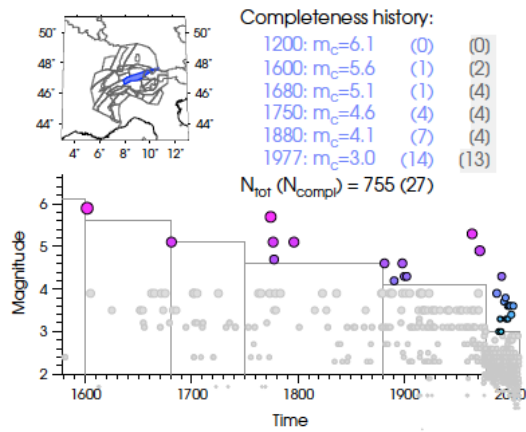 Completeness history:
1200: mc=6.1 (0) (0)
1600: mc=5.6 (1) (2)
1680: mc=5.1 (1) (4)
1750: mc=4.6 (4) (4)
1880: mc=4.1 (7) (4)
1977: mc=3.0 (14) (13)
Ntot (Ncompl) = 755 (27)
50° 50°
48° 48°
46° 46°
44° 44°
4° 6° 8° 10° 12°
Magnitude
6
5
4
3
2
1600 1700 1800 1900 2000
Time